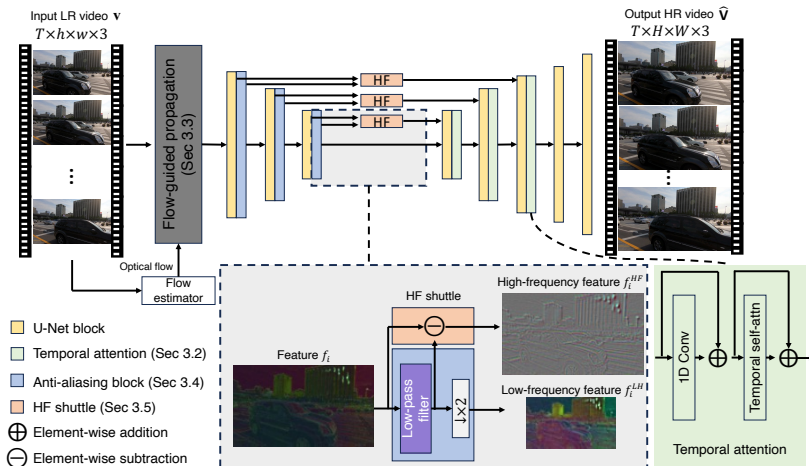 Input LR video v
T×h×w×3
Output HR video V̂
T×H×W×3
Flow-guided propagation
(Sec 3.3)
HF
HF
HF
Optical flow
Flow
estimator
U-Net block
Temporal attention (Sec 3.2)
Anti-aliasing block (Sec 3.4)
HF shuttle (Sec 3.5)
Element-wise addition
Element-wise subtraction
HF shuttle
High-frequency feature f_i^{HF}
Feature f_i
Low-pass
filter
↓×2
Low-frequency feature f_i^{LH}
1D Conv
Temporal self-attn
Temporal attention